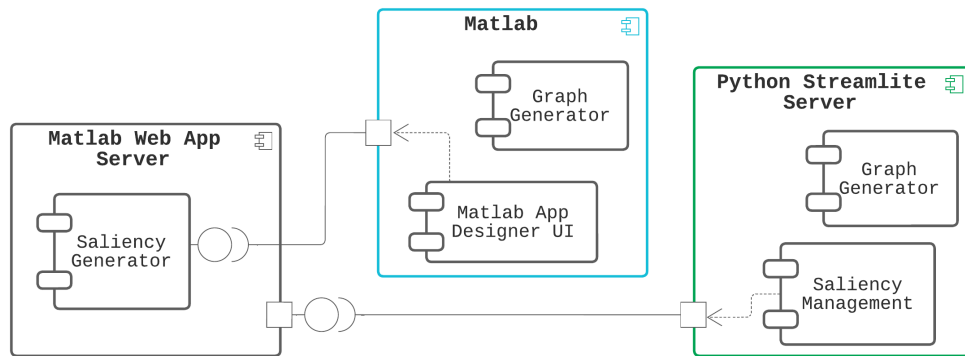 Matlab
Graph
Generator
Matlab App
Designer UI
Python Streamlite
Server
Graph
Generator
Saliency
Management
Matlab Web App
Server
Saliency
Generator